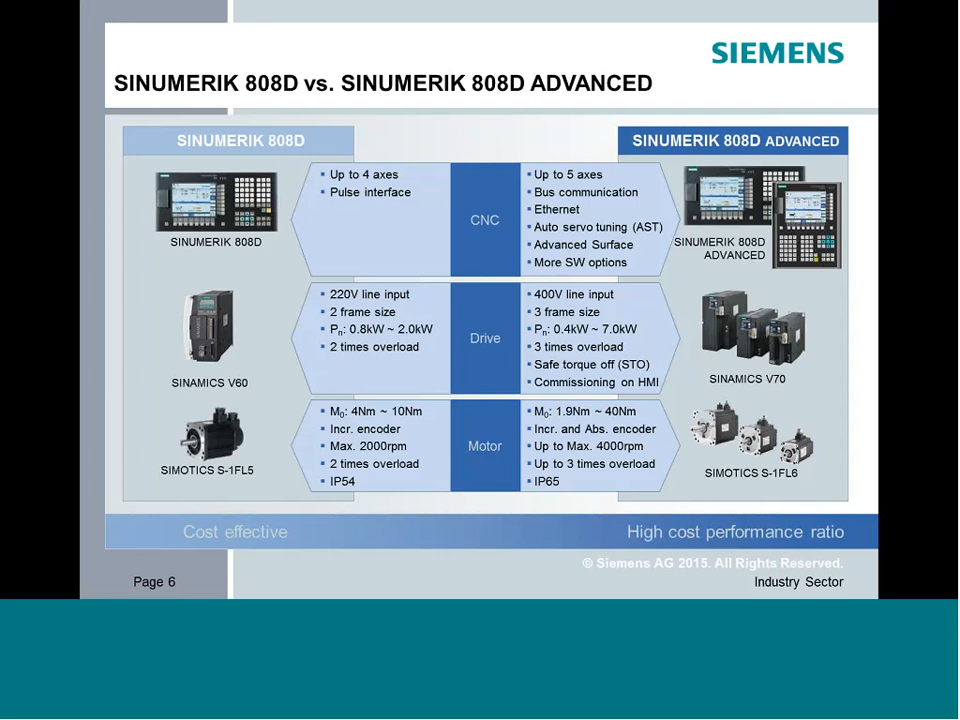 SIEMENS
SINUMERIK 808D vs. SINUMERIK 808D ADVANCED
SINUMERIK 808D
SINUMERIK 808D ADVANCED
SINUMERIK 808D
▪ Up to 4 axes
▪ Pulse interface
CNC
▪ Up to 5 axes
▪ Bus communication
▪ Ethernet
▪ Auto servo tuning (AST)
▪ Advanced Surface
▪ More SW options
SINUMERIK 808D
ADVANCED
SINAMICS V60
▪ 220V line input
▪ 2 frame size
▪ Pn: 0.8kW ~ 2.0kW
▪ 2 times overload
Drive
▪ 400V line input
▪ 3 frame size
▪ Pn: 0.4kW ~ 7.0kW
▪ 3 times overload
▪ Safe torque off (STO)
▪ Commissioning on HMI
SINAMICS V70
SIMOTICS S-1FL5
▪ M0: 4Nm ~ 10Nm
▪ Incr. encoder
▪ Max. 2000rpm
▪ 2 times overload
▪ IP54
Motor
▪ M0: 1.9Nm ~ 40Nm
▪ Incr. and Abs. encoder
▪ Up to Max. 4000rpm
▪ Up to 3 times overload
▪ IP65
SIMOTICS S-1FL6
Cost effective
High cost performance ratio
© Siemens AG 2015. All Rights Reserved.
Page 6
Industry Sector